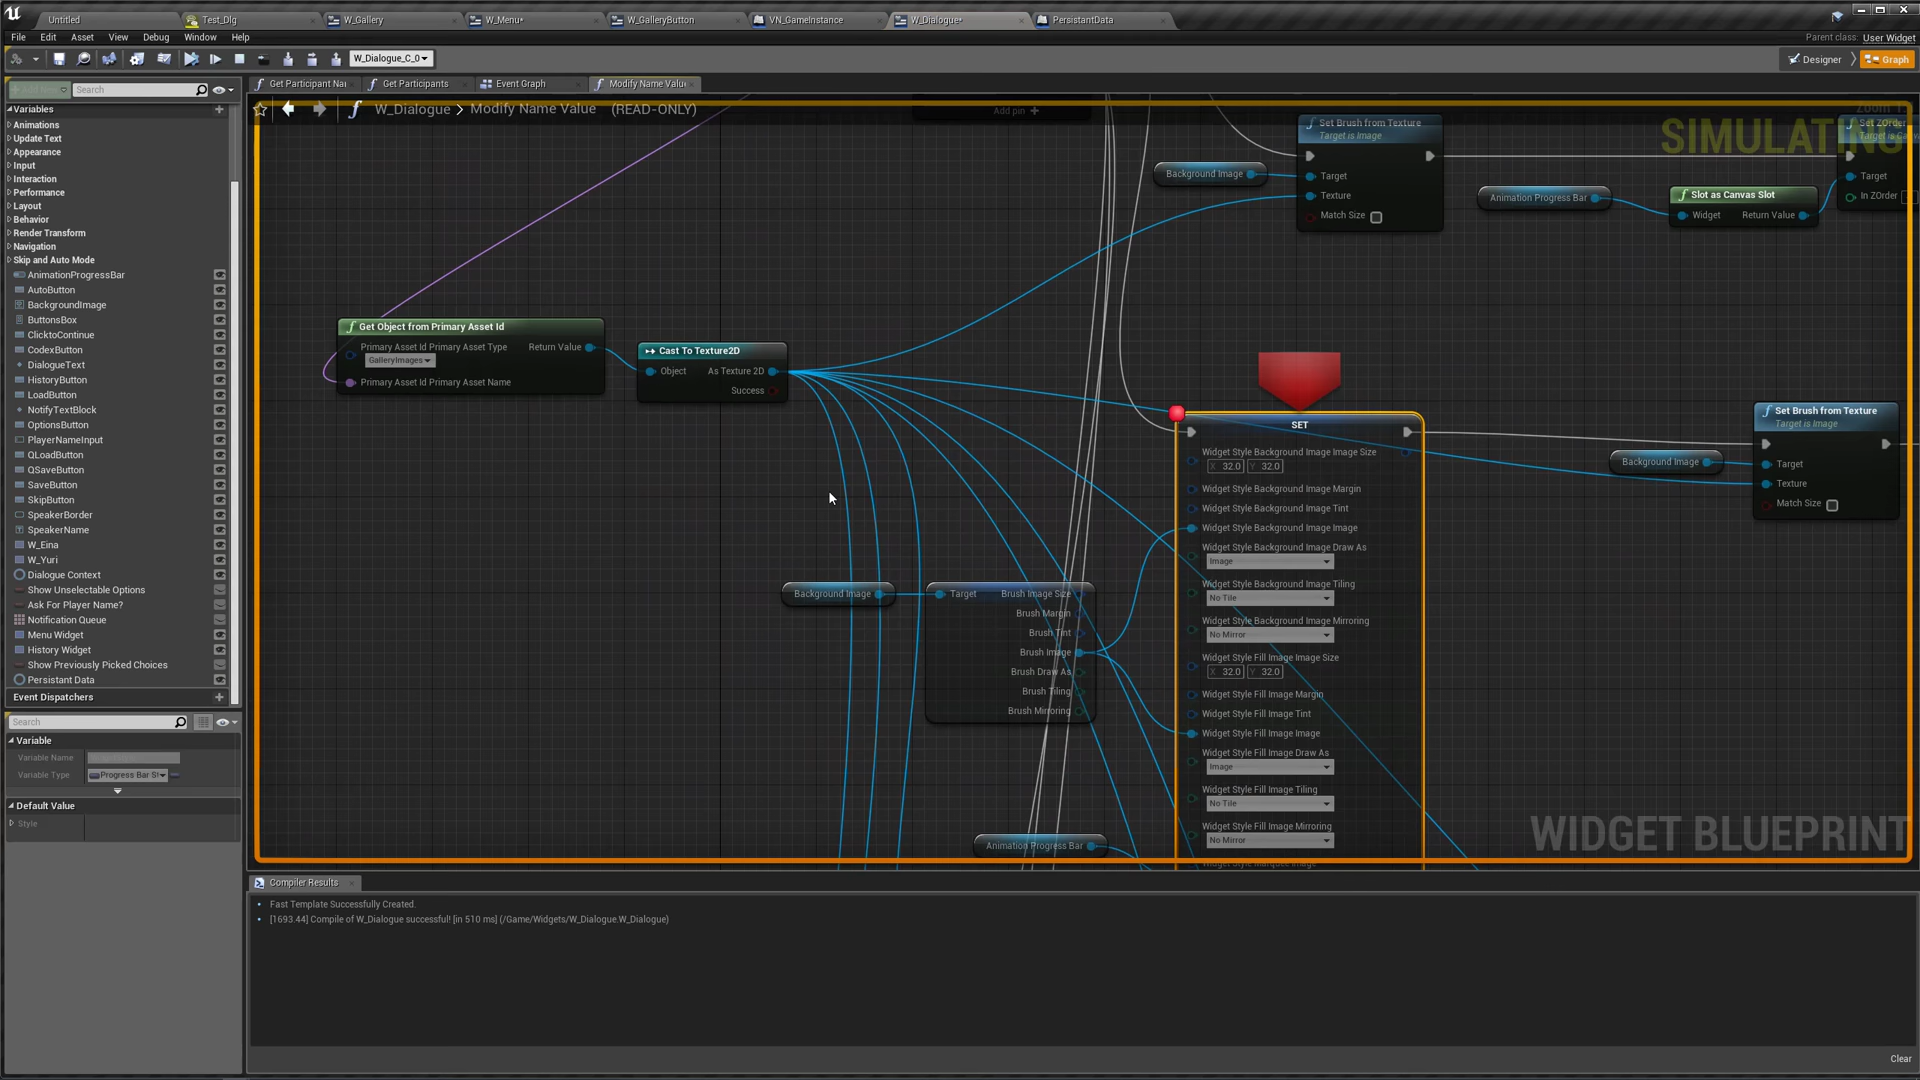 Untitled
Test_Dlg
W_Gallery
W_Menu*
W_GalleryButton
VN_GameInstance
W_Dialogue*
PersistantData
File Edit Asset View Debug Window Help
Parent class: User Widget
W_Dialogue_C_0
Designer
Graph
Search
Get Participant Na
Get Participants
Event Graph
Modify Name Valu
W_Dialogue > Modify Name Value (READ-ONLY)
Variables
Animations
Update Text
Appearance
Input
Interaction
Performance
Layout
Behavior
Render Transform
Navigation
Skip and Auto Mode
AnimationProgressBar
AutoButton
BackgroundImage
ButtonsBox
ClicktoContinue
CodexButton
DialogueText
HistoryButton
LoadButton
NotifyTextBlock
OptionsButton
PlayerNameInput
QLoadButton
QSaveButton
SaveButton
SkipButton
SpeakerBorder
SpeakerName
W_Eina
W_Yuri
Dialogue Context
Show Unselectable Options
Ask For Player Name?
Notification Queue
Menu Widget
History Widget
Show Previously Picked Choices
Persistant Data
Event Dispatchers
Search
Variable
Variable Name
Variable Type
Progress Bar St
Default Value
Style
Add pin +
SIMULATING
Set Brush from Texture
Target is Image
Target
Texture
Match Size
Background Image
Animation Progress Bar
Slot as Canvas Slot
Widget
Return Value
Set ZOrder
Target
In ZOrder
Get Object from Primary Asset Id
Primary Asset Id Primary Asset Type
Return Value
GalleryImages
Primary Asset Id Primary Asset Name
Cast To Texture2D
Object
As Texture 2D
Success
SET
Widget Style Background Image Image Size
X 32.0 Y 32.0
Widget Style Background Image Margin
Widget Style Background Image Tint
Widget Style Background Image Image
Widget Style Background Image Draw As
Image
Widget Style Background Image Tiling
No Tile
Widget Style Background Image Mirroring
No Mirror
Widget Style Fill Image Image Size
X 32.0 Y 32.0
Widget Style Fill Image Margin
Widget Style Fill Image Tint
Widget Style Fill Image Image
Widget Style Fill Image Draw As
Image
Widget Style Fill Image Tiling
No Tile
Widget Style Fill Image Mirroring
No Mirror
Set Brush from Texture
Target is Image
Background Image
Target
Texture
Match Size
Background Image
Target
Brush Image Size
Brush Margin
Brush Tint
Brush Image
Brush Draw As
Brush Tiling
Brush Mirroring
Animation Progress Bar
WIDGET BLUEPRINT
Compiler Results
Fast Template Successfully Created.
[1693.44] Compile of W_Dialogue successful! [in 510 ms] (/Game/Widgets/W_Dialogue.W_Dialogue)
Clear